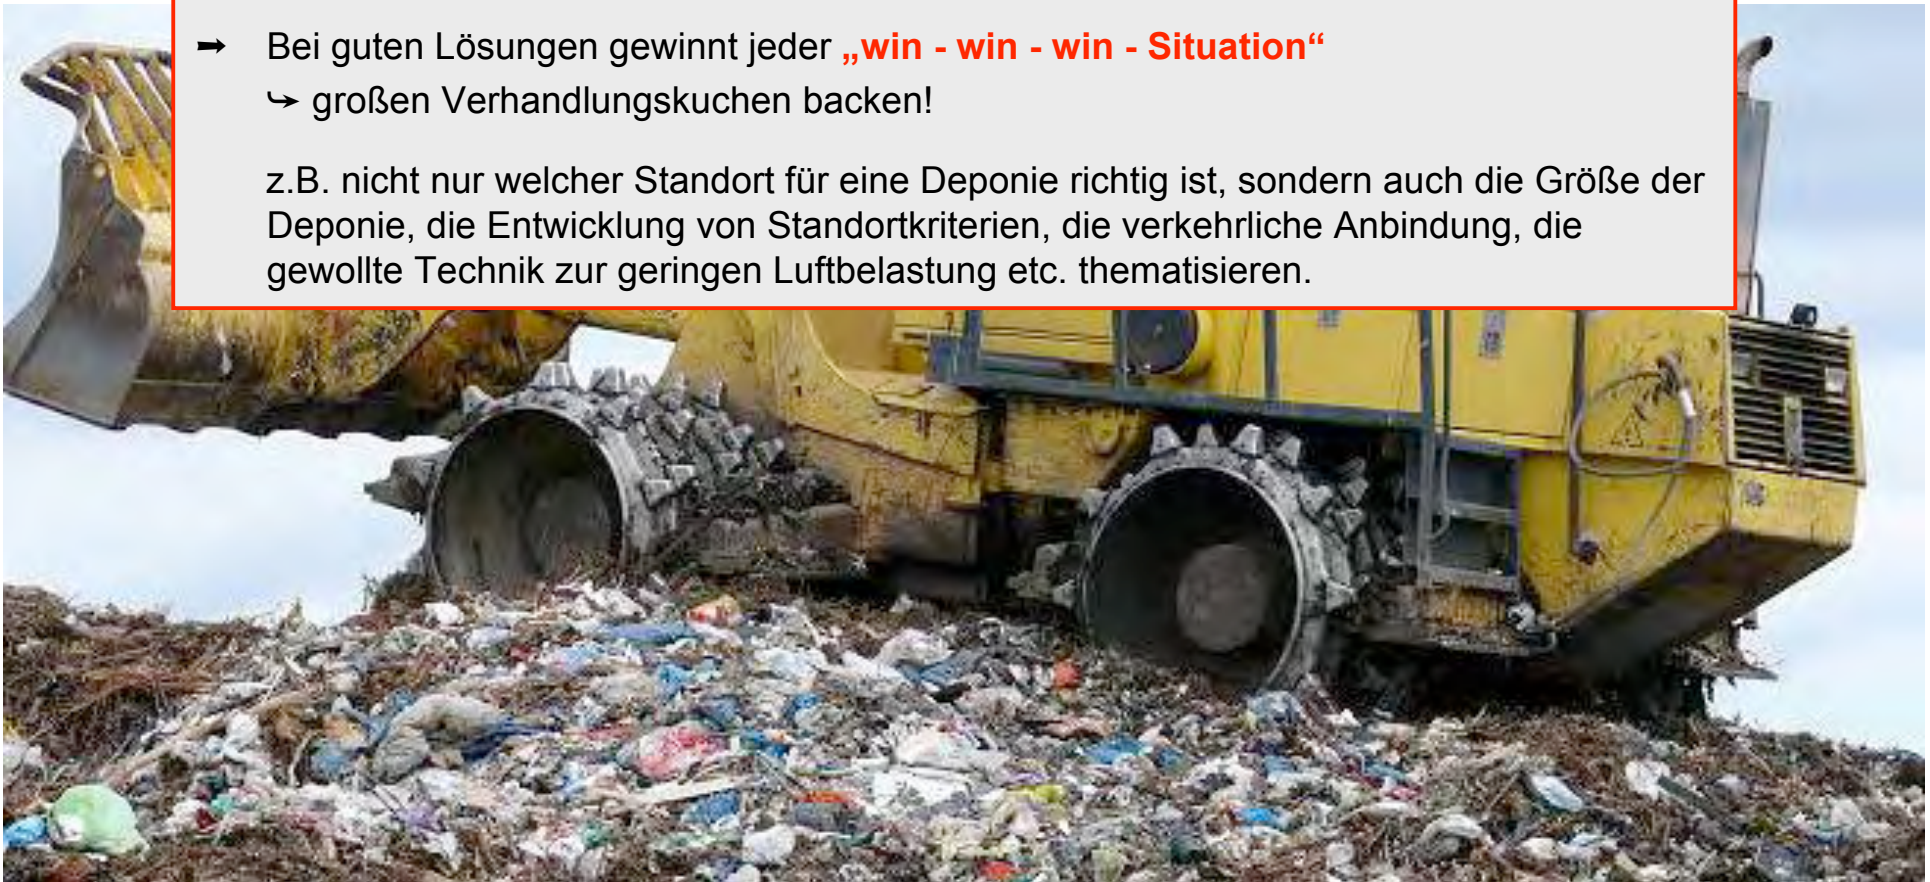 ➡ Bei guten Lösungen gewinnt jeder „win - win - win - Situation“
↪ großen Verhandlungskuchen backen!
z.B. nicht nur welcher Standort für eine Deponie richtig ist, sondern auch die Größe der
Deponie, die Entwicklung von Standortkriterien, die verkehrliche Anbindung, die
gewollte Technik zur geringen Luftbelastung etc. thematisieren.